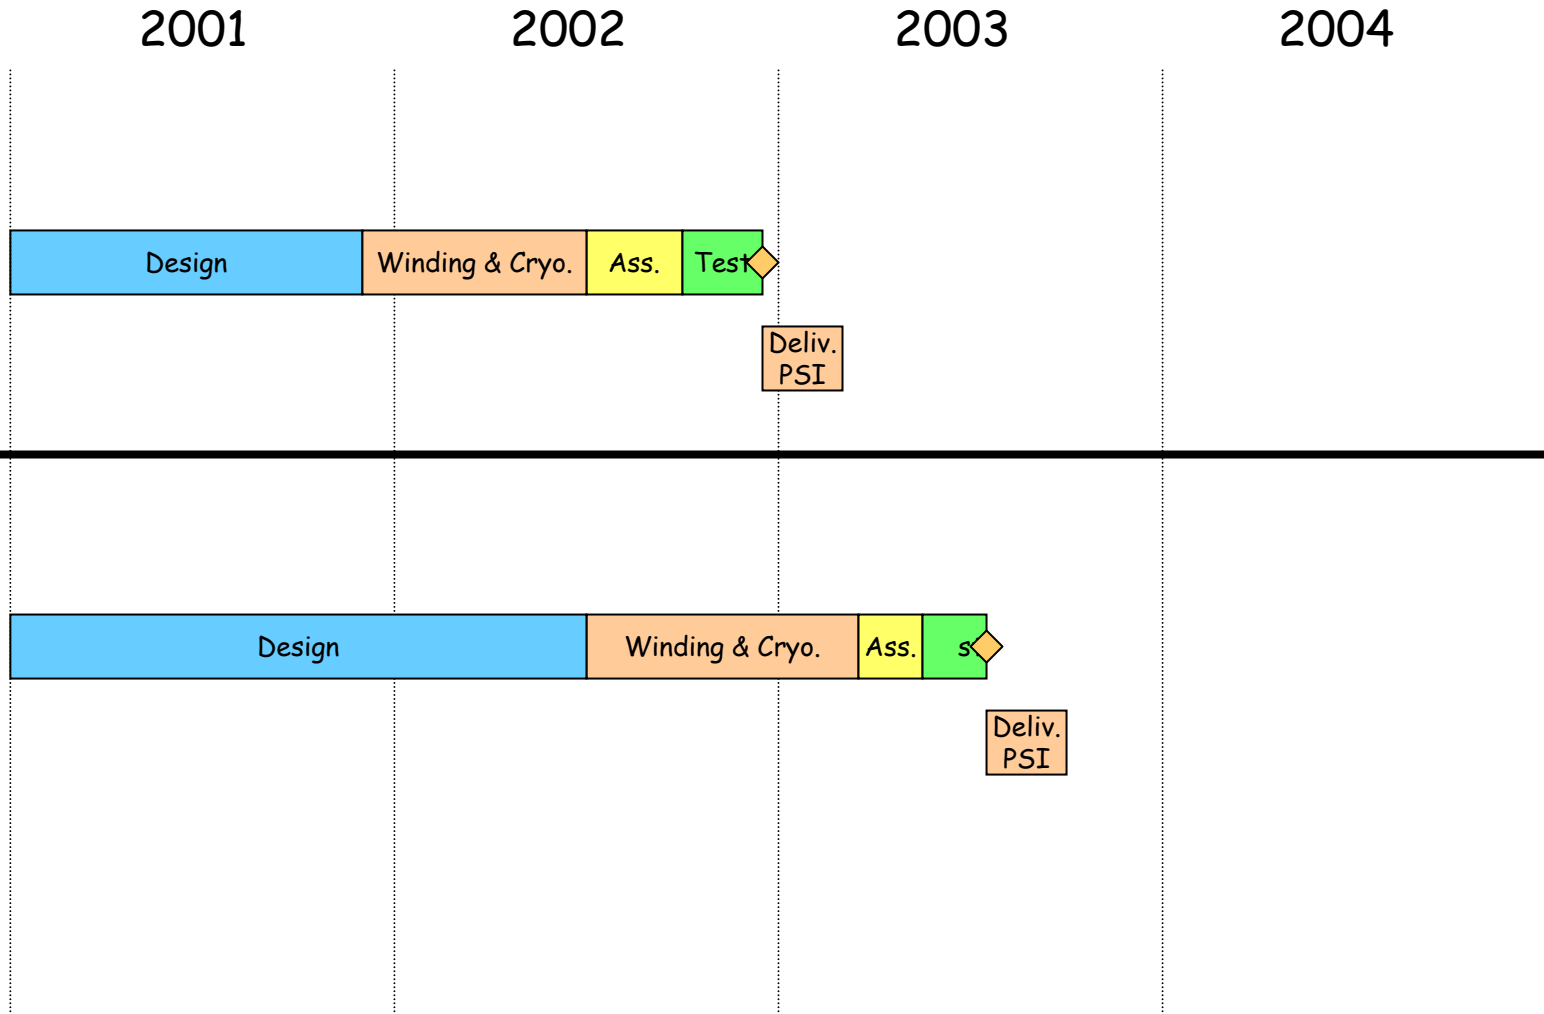 2001 2002 2003 2004
Design Winding & Cryo. Ass. Test
Deliv.
PSI
Design Winding & Cryo. Ass.
Deliv.
PSI